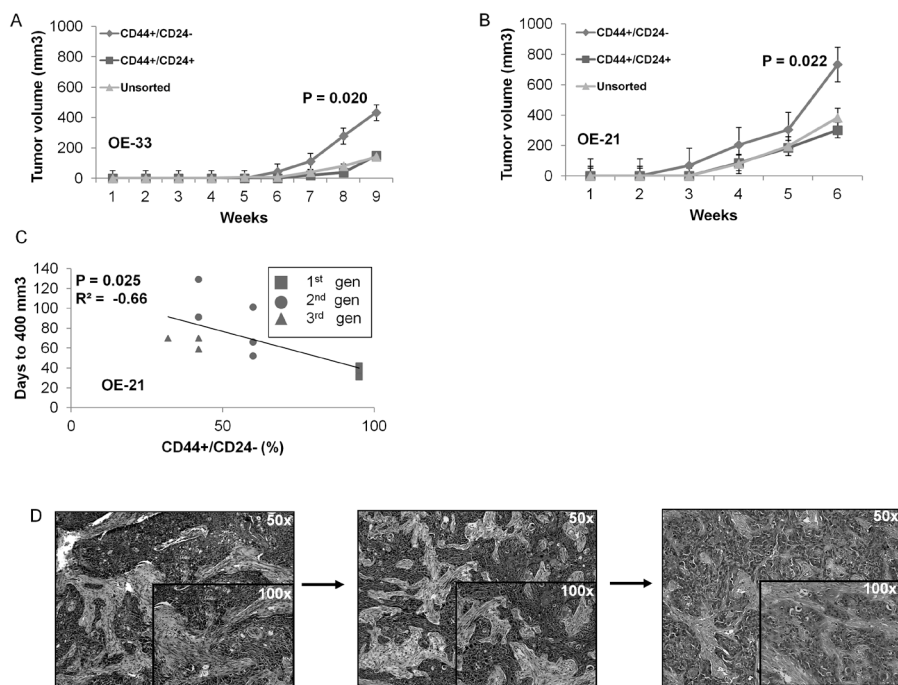 A
1000
800
600
400
200
0
Tumor volume (mm3)
CD44+/CD24-
CD44+/CD24+
Unsorted
P = 0.020
OE-33
1 2 3 4 5 6 7 8 9
Weeks
B
1000
800
600
400
200
0
Tumor volume (mm3)
CD44+/CD24-
CD44+/CD24+
Unsorted
P = 0.022
OE-21
1 2 3 4 5 6
Weeks
C
140
120
100
80
60
40
20
0
Days to 400 mm3
P = 0.025
R² = -0.66
1st gen
2nd gen
3rd gen
OE-21
0 50 100
CD44+/CD24- (%)
D
50x
100x
50x
100x
50x
100x